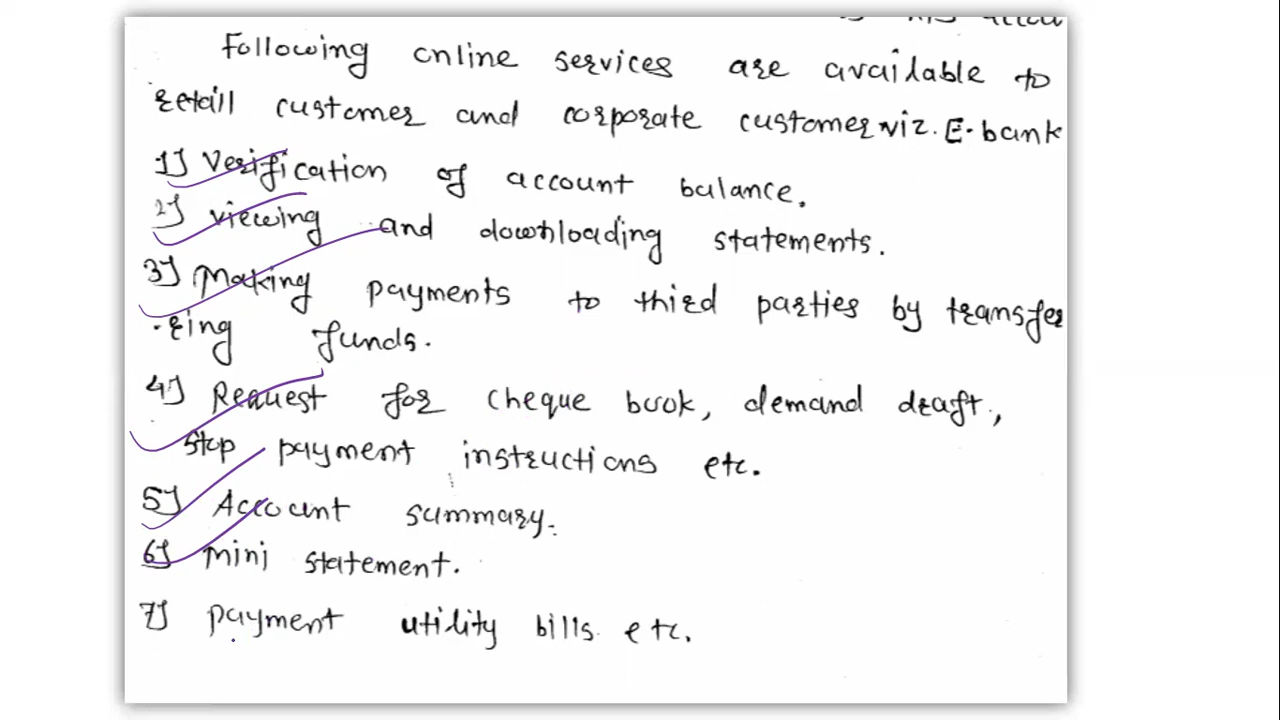 Following online services are available to
retail customer and corporate customer viz. E-bank
1] Verification of account balance.
2] viewing and downloading statements.
3] Making payments to third parties by transfer
-ring funds.
4] Request for cheque book, demand draft,
stop payment instructions etc.
5] Account summary.
6] mini statement.
7] payment utility bills etc.